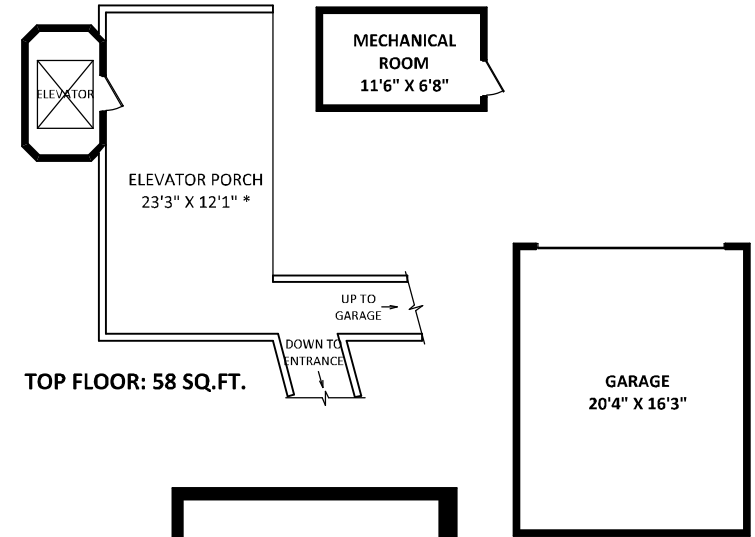 MECHANICAL
ROOM
11'6" X 6'8"
ELEVATOR
ELEVATOR PORCH
23'3" X 12'1" *
UP TO
GARAGE
DOWN TO
ENTRANCE
TOP FLOOR: 58 SQ.FT.
GARAGE
20'4" X 16'3"